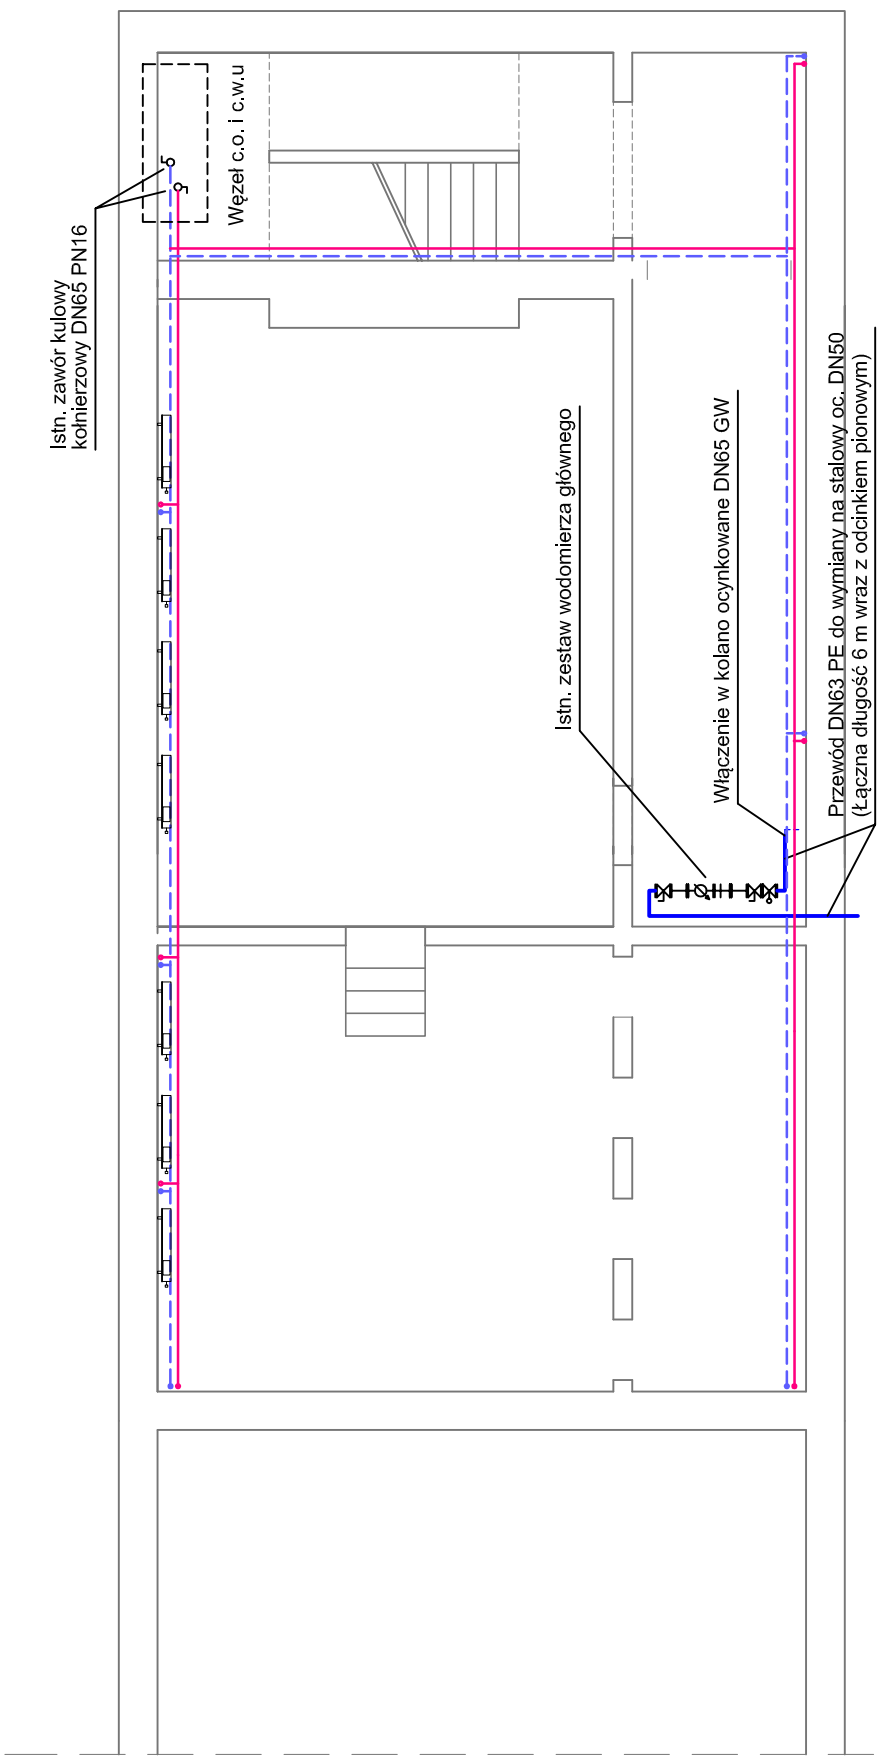 Istn. zawór kulowy
kołnierzowy DN65 PN16
Węzeł c.o. i c.w.u
Istn. zestaw wodomierza głównego
Włączenie w kolano ocynkowane DN65 GW
Przewód DN63 PE do wymiany na stalowy oc. DN50
(Łączna długość 6 m wraz z odcinkiem pionowym)